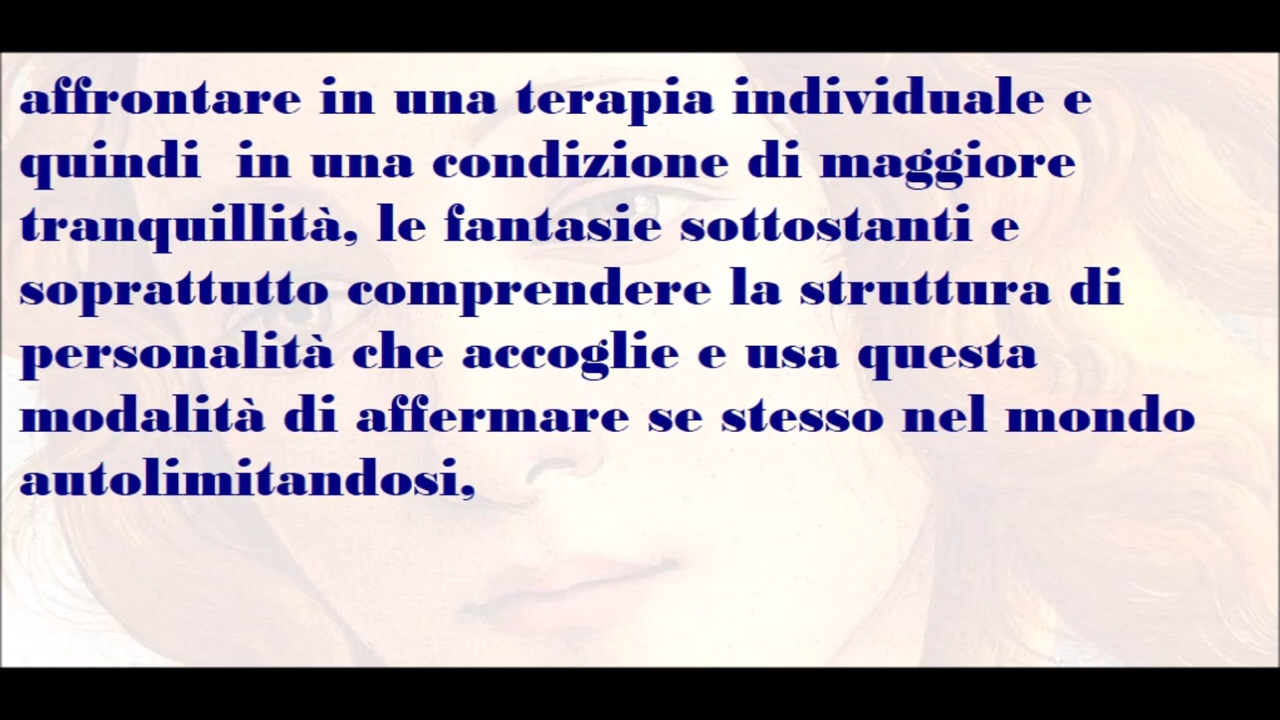 affrontare in una terapia individuale e
quindi  in una condizione di maggiore
tranquillità, le fantasie sottostanti e
soprattutto comprendere la struttura di
personalità che accoglie e usa questa
modalità di affermare se stesso nel mondo
autolimitandosi,